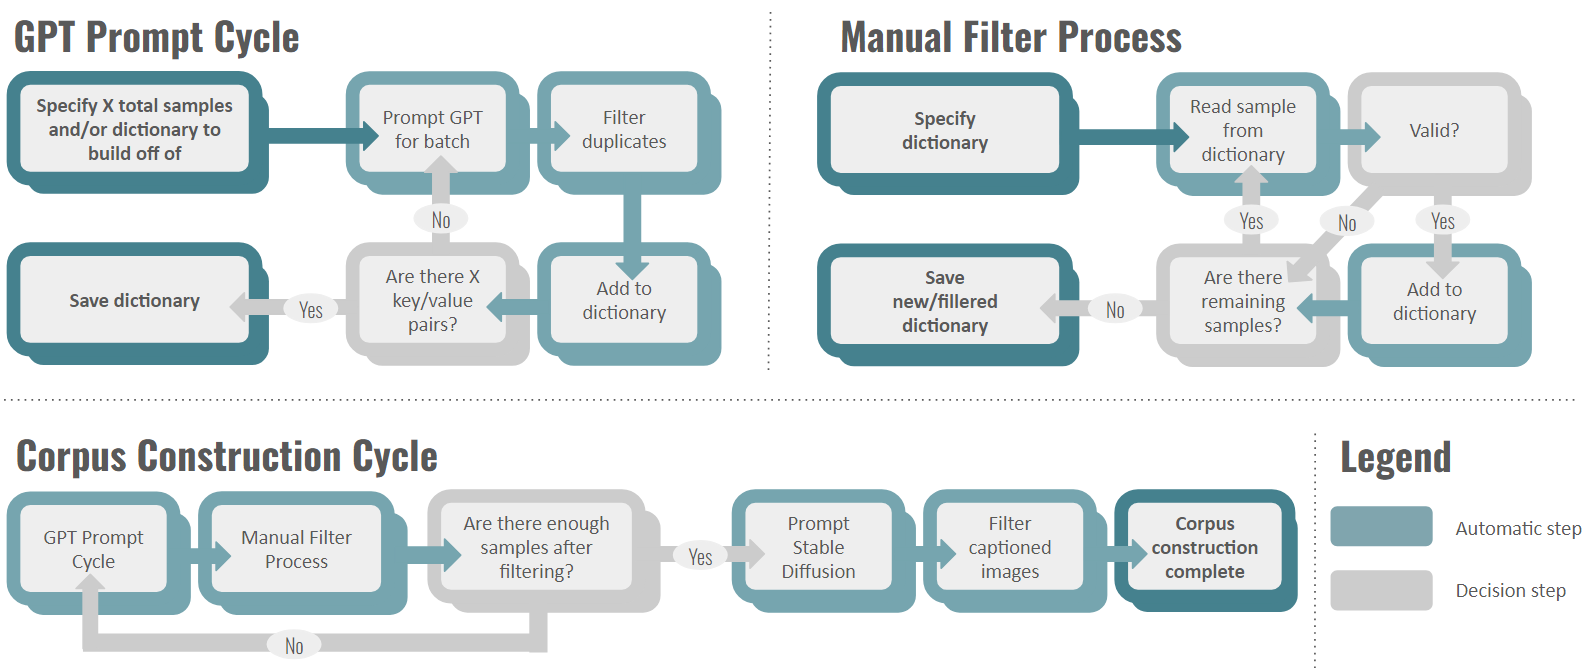 GPT Prompt Cycle
Specify X total samples
and/or dictionary to
build off of
Prompt GPT
for batch
Filter
duplicates
No
Save dictionary
Yes
Are there X
key/value
pairs?
Add to
dictionary
Manual Filter Process
Specify
dictionary
Read sample
from
dictionary
Valid?
Yes
No
Yes
Save
new/fillered
dictionary
No
Are there
remaining
samples?
Add to
dictionary
Corpus Construction Cycle
GPT Prompt
Cycle
Manual Filter
Process
Are there enough
samples after
filtering?
Yes
Prompt
Stable
Diffusion
Filter
captioned
images
Corpus
construction
complete
No
Legend
Automatic step
Decision step